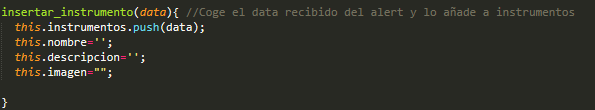 insertar_instrumento(data){ //Coge el data recibido del alert y lo añade a instrumentos
this.instrumentos.push(data);
this.nombre='';
this.descripcion='';
this.imagen="";
}